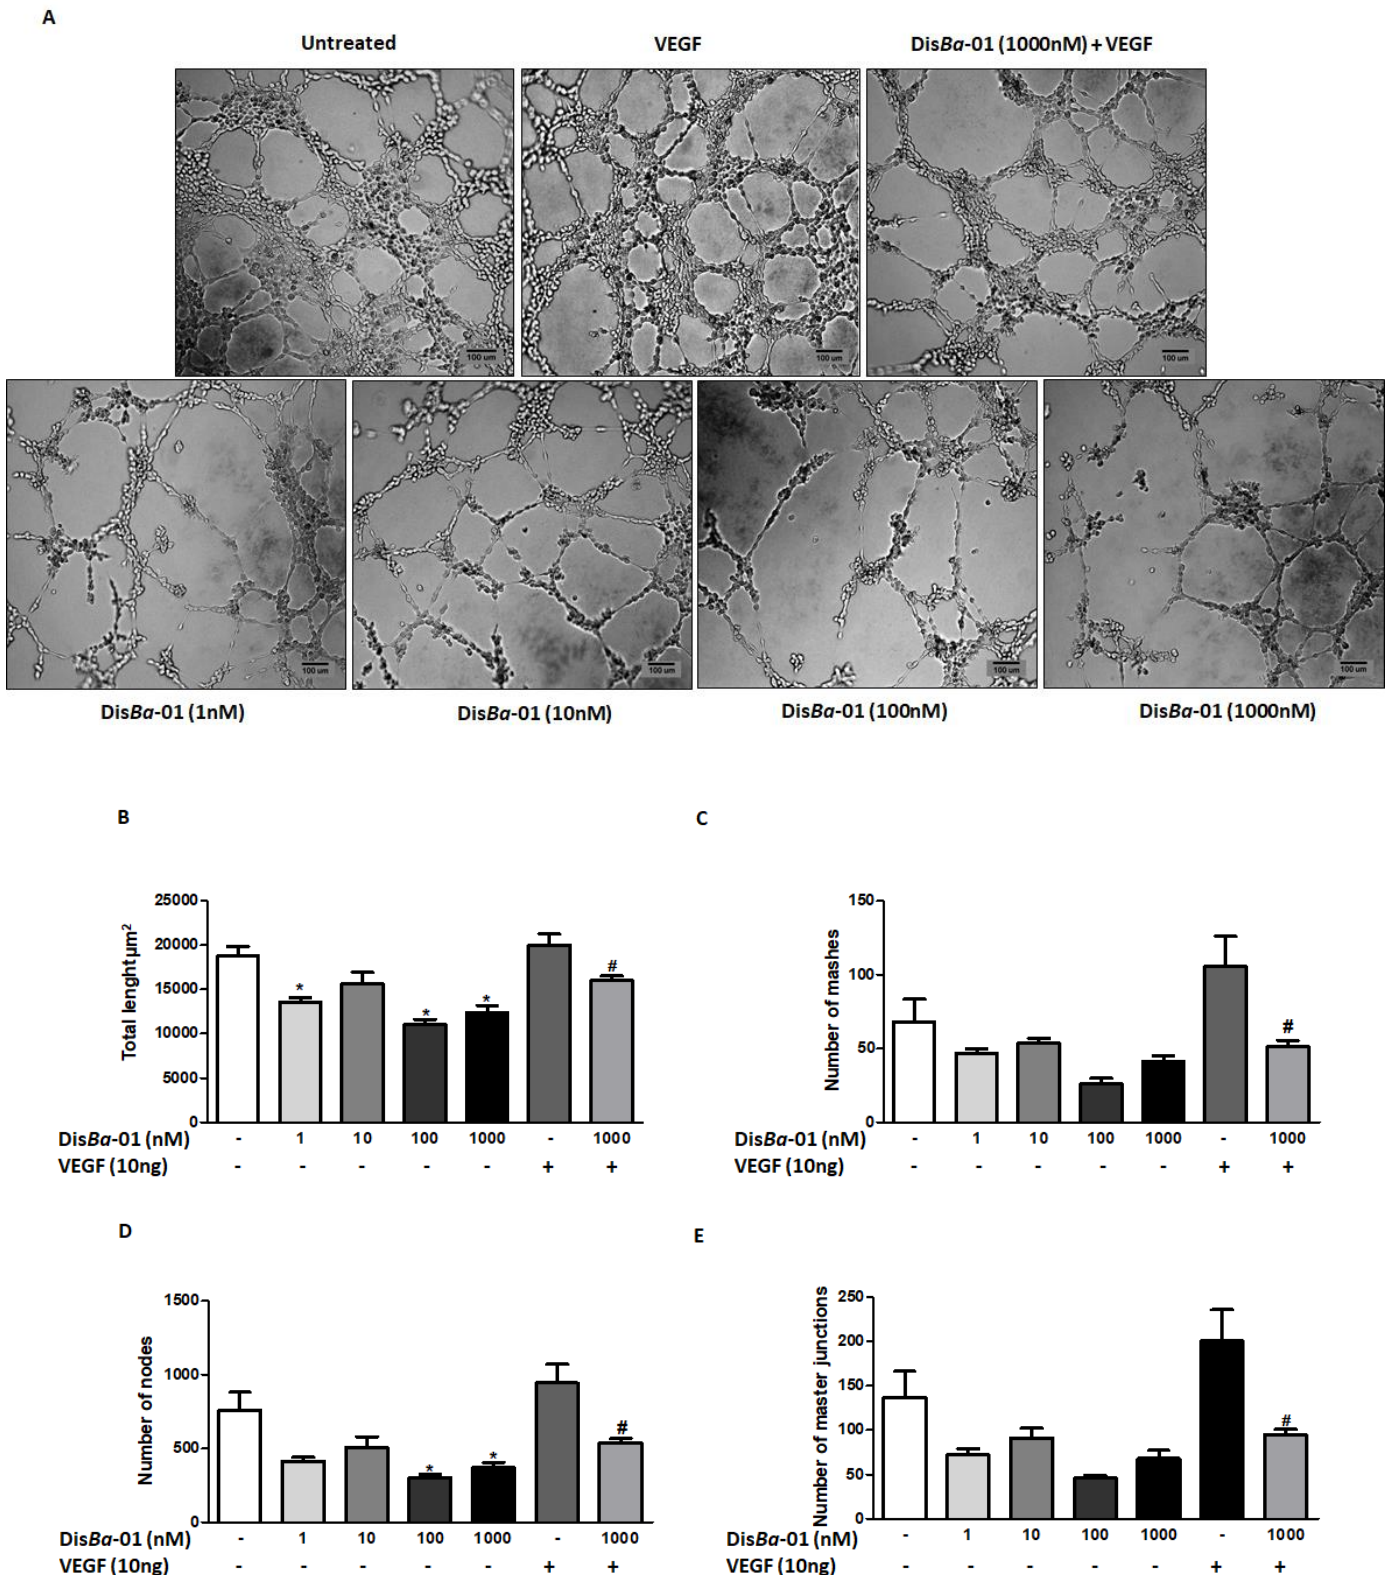 A
Untreated
VEGF
DisBa-01 (1000nM) + VEGF
100 um
100 um
100 um
100 um
100 um
100 um
100 um
DisBa-01 (1nM)
DisBa-01 (10nM)
DisBa-01 (100nM)
DisBa-01 (1000nM)
B
Total lenght µm²
25000
20000
15000
10000
5000
0
* * * #
DisBa-01 (nM) - 1 10 100 1000 - 1000
VEGF (10ng) - - - - - + +
C
Number of mashes
150
100
50
0
#
DisBa-01 (nM) - 1 10 100 1000 - 1000
VEGF (10ng) - - - - - + +
D
Number of nodes
1500
1000
500
0
* * #
DisBa-01 (nM) - 1 10 100 1000 - 1000
VEGF (10ng) - - - - - + +
E
Number of master junctions
250
200
150
100
50
0
#
DisBa-01 (nM) - 1 10 100 1000 - 1000
VEGF (10ng) - - - - - + +